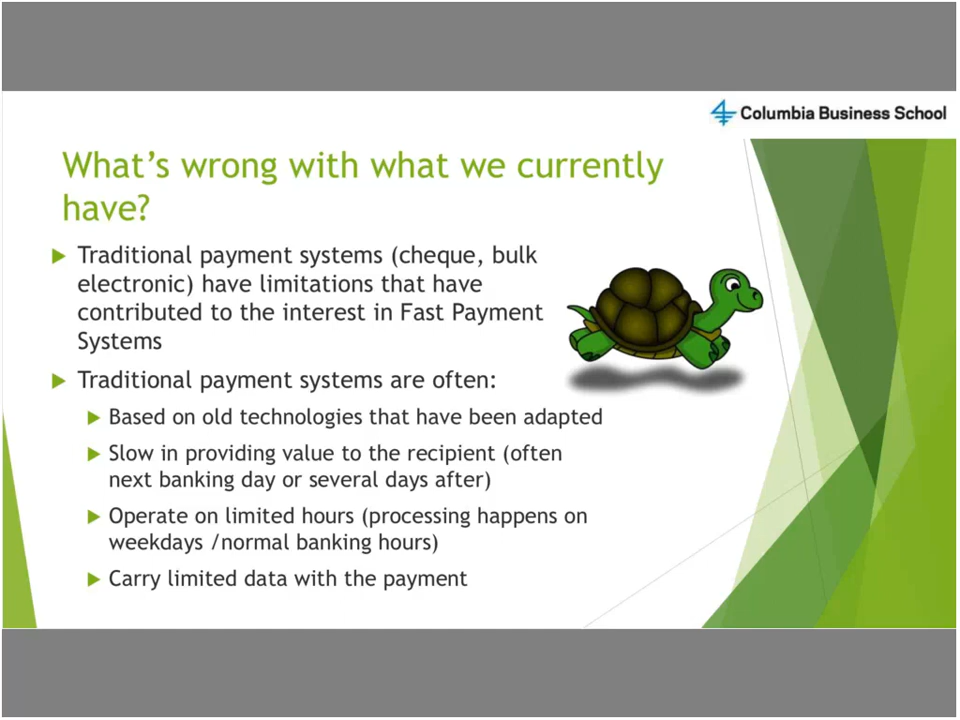 Columbia Business School
What's wrong with what we currently
have?
Traditional payment systems (cheque, bulk
electronic) have limitations that have
contributed to the interest in Fast Payment
Systems
Traditional payment systems are often:
Based on old technologies that have been adapted
Slow in providing value to the recipient (often
next banking day or several days after)
Operate on limited hours (processing happens on
weekdays /normal banking hours)
Carry limited data with the payment